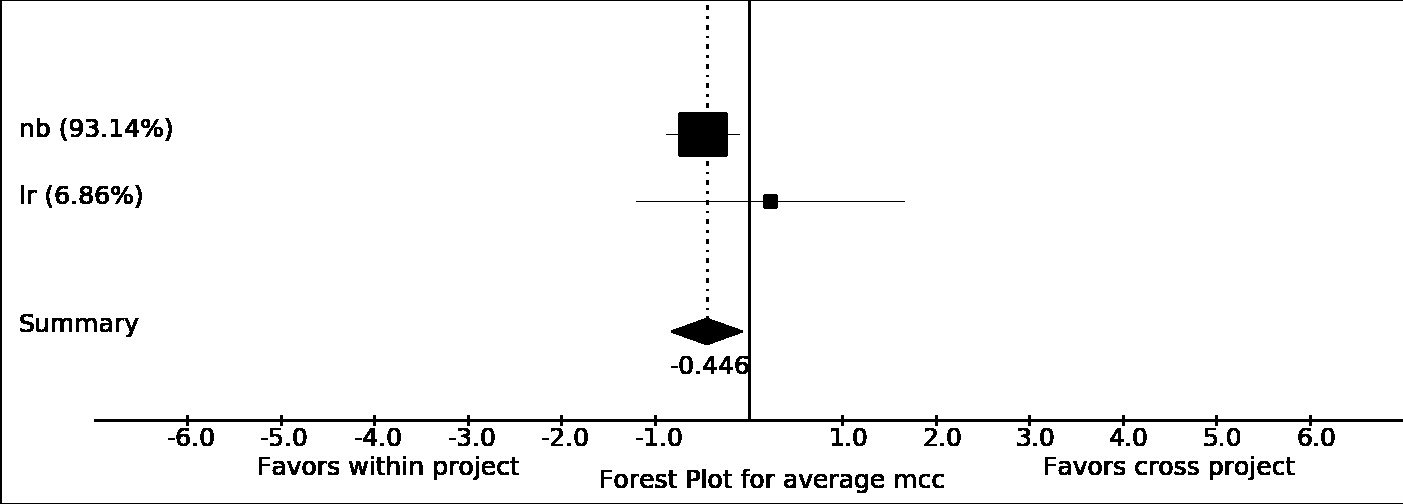 nb (93.14%)
lr (6.86%)
Summary
-0.446
-6.0 -5.0 -4.0 -3.0 -2.0 -1.0 1.0 2.0 3.0 4.0 5.0 6.0
Favors within project Forest Plot for average mcc Favors cross project